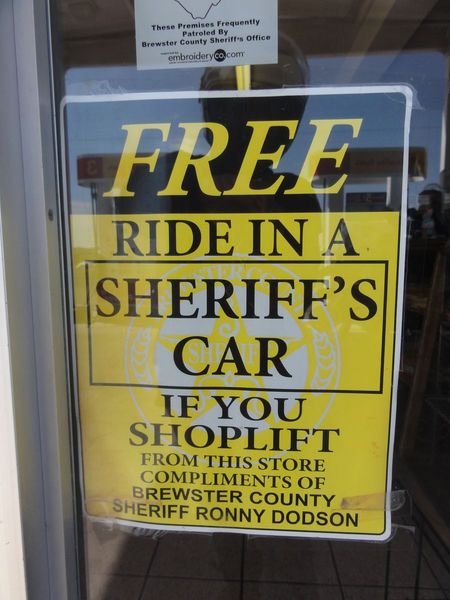 These Premises Frequently
Patroled By
Brewster County Sheriff's Office
embroideryco.com
FREE
RIDE IN A
SHERIFF'S
CAR
IF YOU
SHOPLIFT
FROM THIS STORE
COMPLIMENTS OF
BREWSTER COUNTY
SHERIFF RONNY DODSON